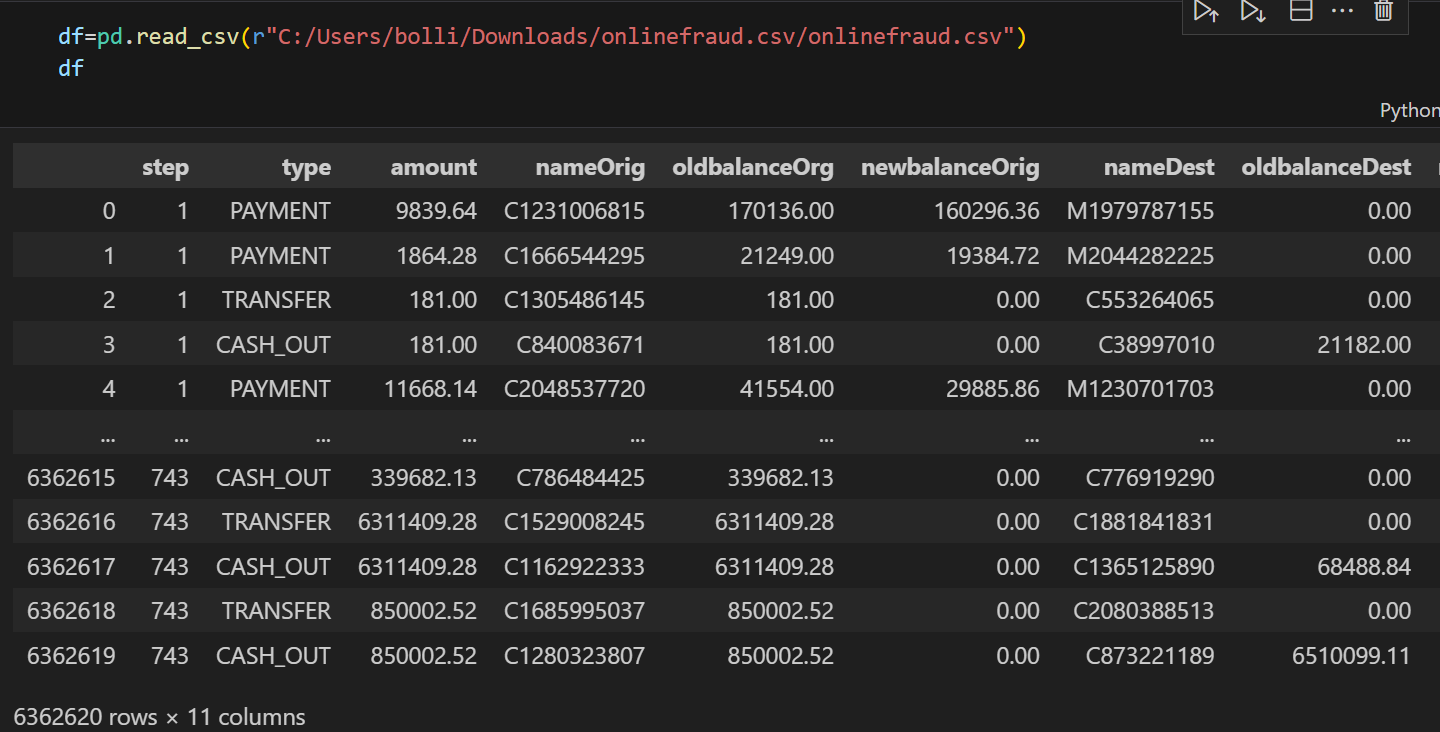 df=pd.read_csv(r"C:/Users/bolli/Downloads/onlinefraud.csv/onlinefraud.csv")
df
Python
step type amount nameOrig oldbalanceOrg newbalanceOrig nameDest oldbalanceDest
0 1 PAYMENT 9839.64 C1231006815 170136.00 160296.36 M1979787155 0.00
1 1 PAYMENT 1864.28 C1666544295 21249.00 19384.72 M2044282225 0.00
2 1 TRANSFER 181.00 C1305486145 181.00 0.00 C553264065 0.00
3 1 CASH_OUT 181.00 C840083671 181.00 0.00 C38997010 21182.00
4 1 PAYMENT 11668.14 C2048537720 41554.00 29885.86 M1230701703 0.00
... ... ... ... ... ... ... ... ...
6362615 743 CASH_OUT 339682.13 C786484425 339682.13 0.00 C776919290 0.00
6362616 743 TRANSFER 6311409.28 C1529008245 6311409.28 0.00 C1881841831 0.00
6362617 743 CASH_OUT 6311409.28 C1162922333 6311409.28 0.00 C1365125890 68488.84
6362618 743 TRANSFER 850002.52 C1685995037 850002.52 0.00 C2080388513 0.00
6362619 743 CASH_OUT 850002.52 C1280323807 850002.52 0.00 C873221189 6510099.11
6362620 rows × 11 columns